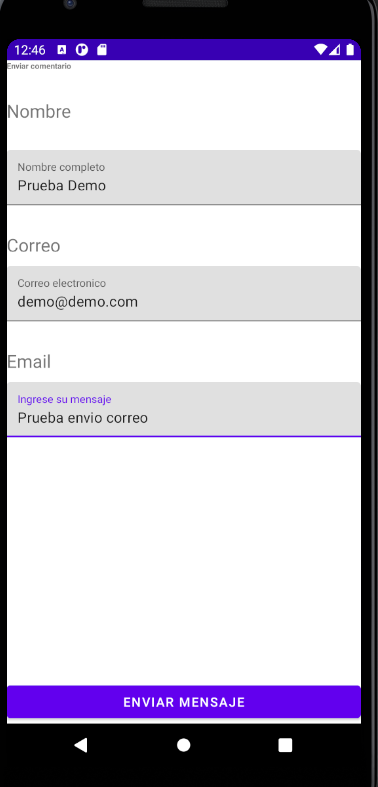 12:46
Enviar comentario
Nombre
Nombre completo
Prueba Demo
Correo
Correo electronico
demo@demo.com
Email
Ingrese su mensaje
Prueba envio correo
ENVIAR MENSAJE